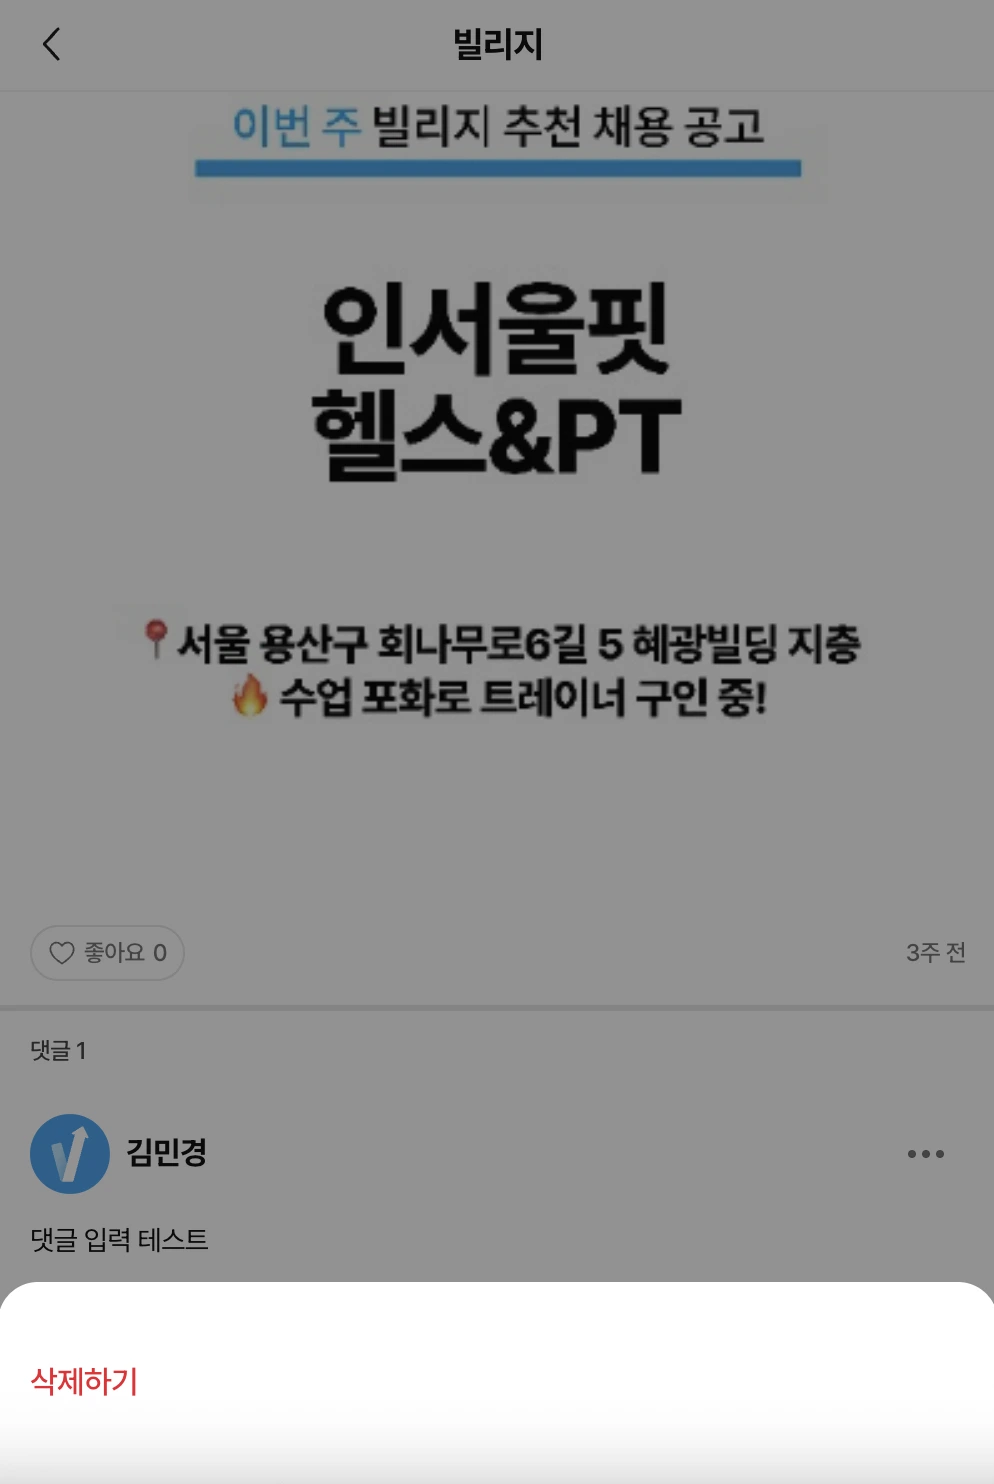 빌리지
이번 주 빌리지 추천 채용 공고
인서울핏
헬스&PT
서울 용산구 회나무로6길 5 혜광빌딩 지층
수업 포화로 트레이너 구인 중!
좋아요 0
3주 전
댓글 1
김민경
댓글 입력 테스트
삭제하기